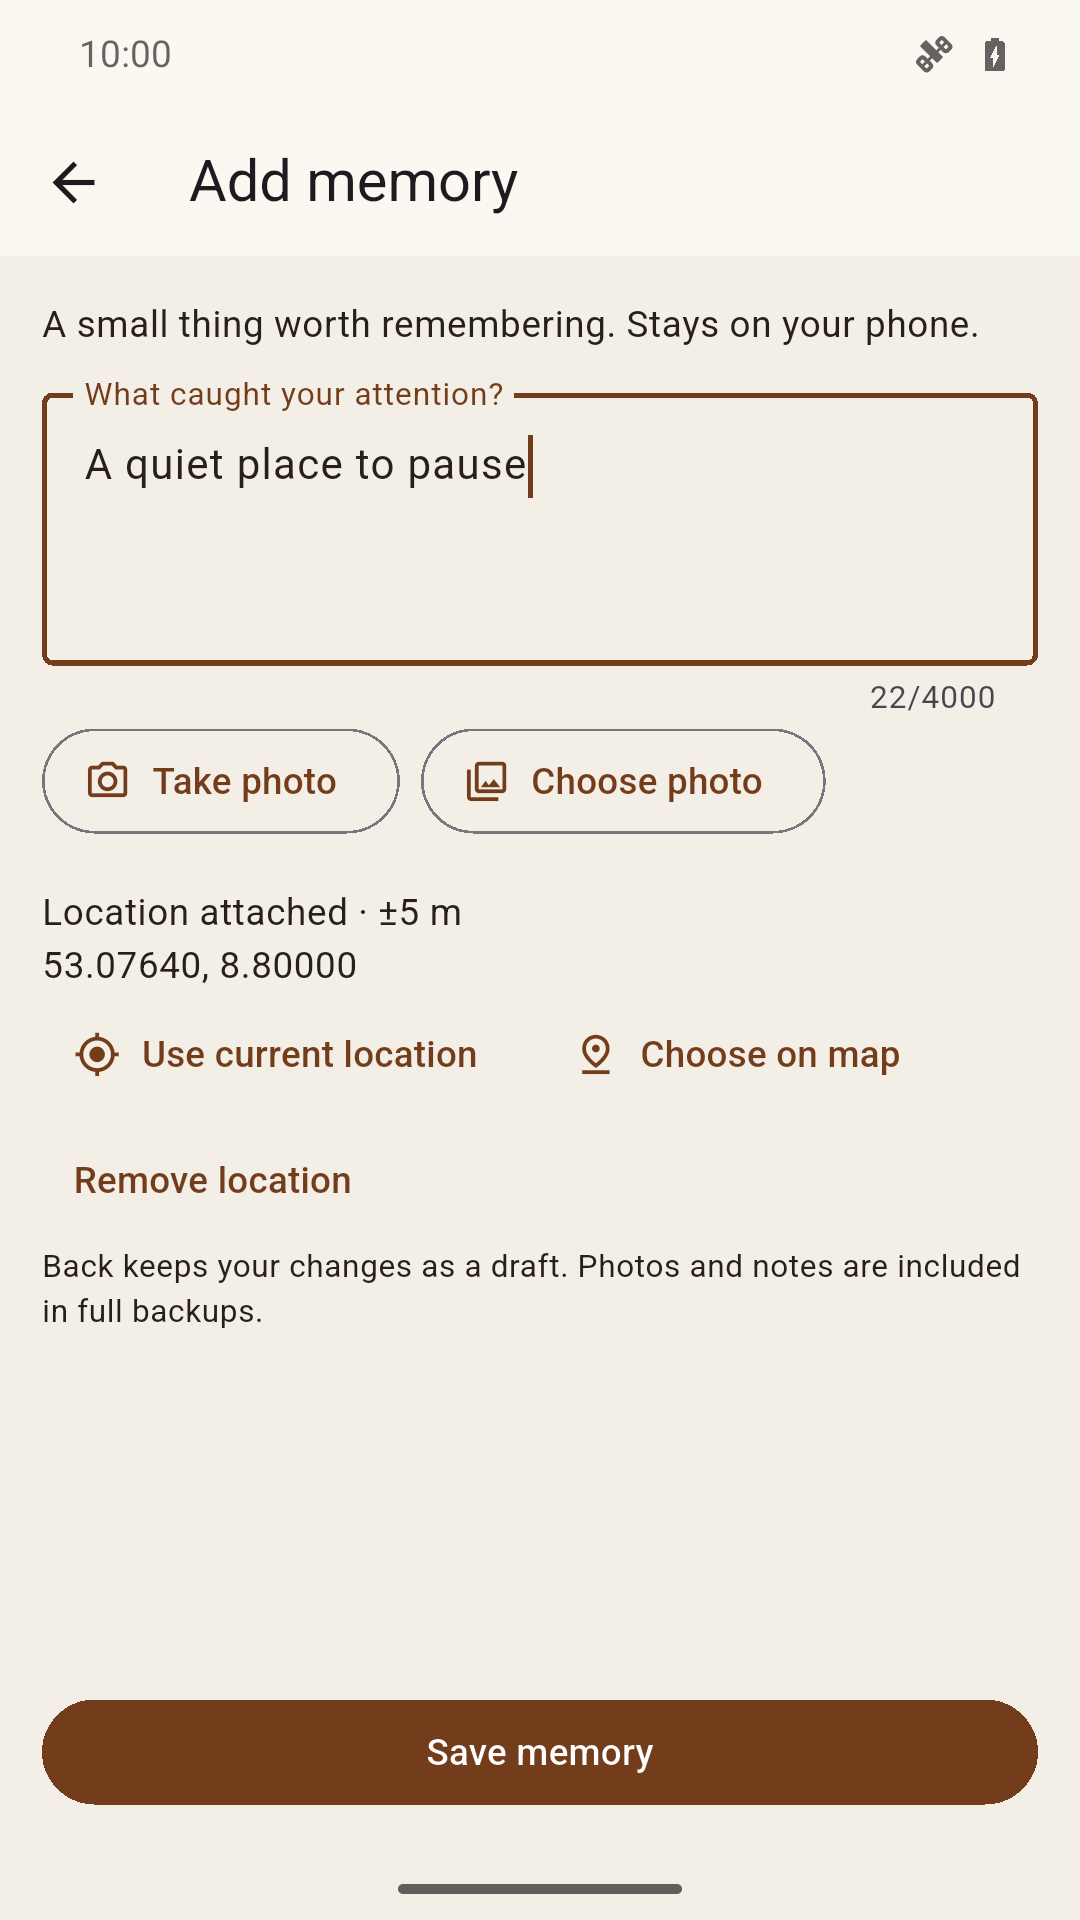 10:00
Add memory
A small thing worth remembering. Stays on your phone.
What caught your attention?
A quiet place to pause
22/4000
Take photo
Choose photo
Location attached · ±5 m
53.07640, 8.80000
Use current location
Choose on map
Remove location
Back keeps your changes as a draft. Photos and notes are included
in full backups.
Save memory